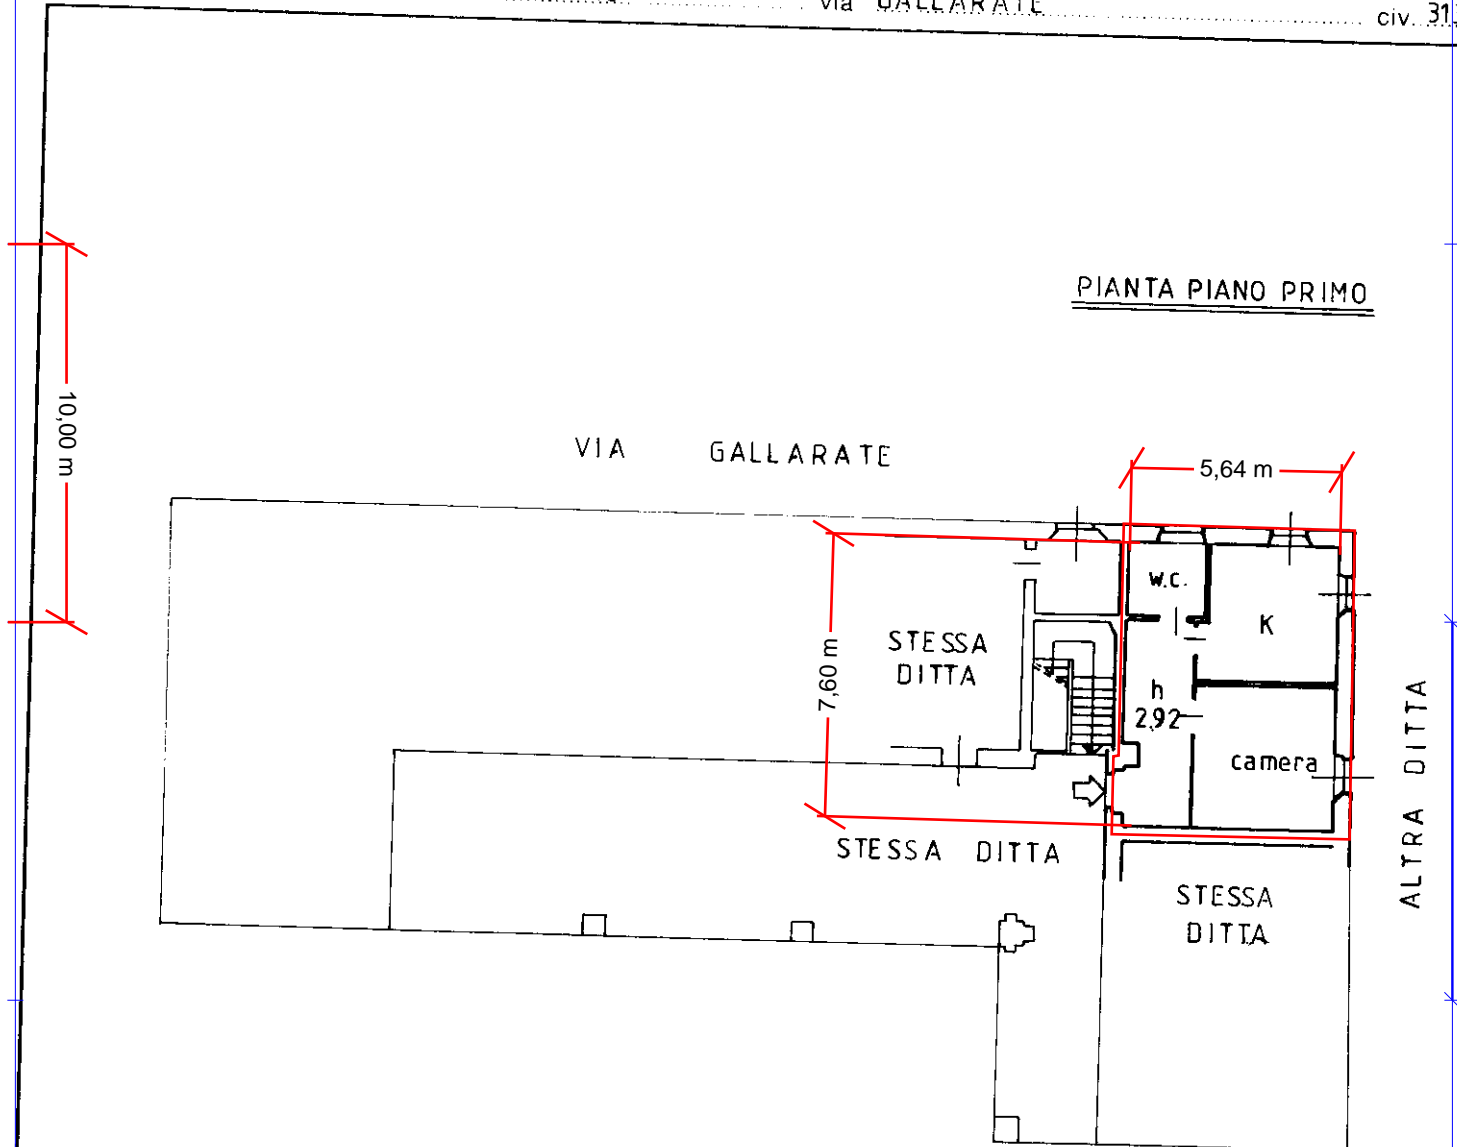 via GALLARATE civ. 31
PIANTA PIANO PRIMO
10,00 m
VIA GALLARATE
5,64 m
W.C.
K
STESSA
DITTA
7,60 m
h
2,92
camera
ALTRA DITTA
STESSA DITTA
STESSA
DITTA